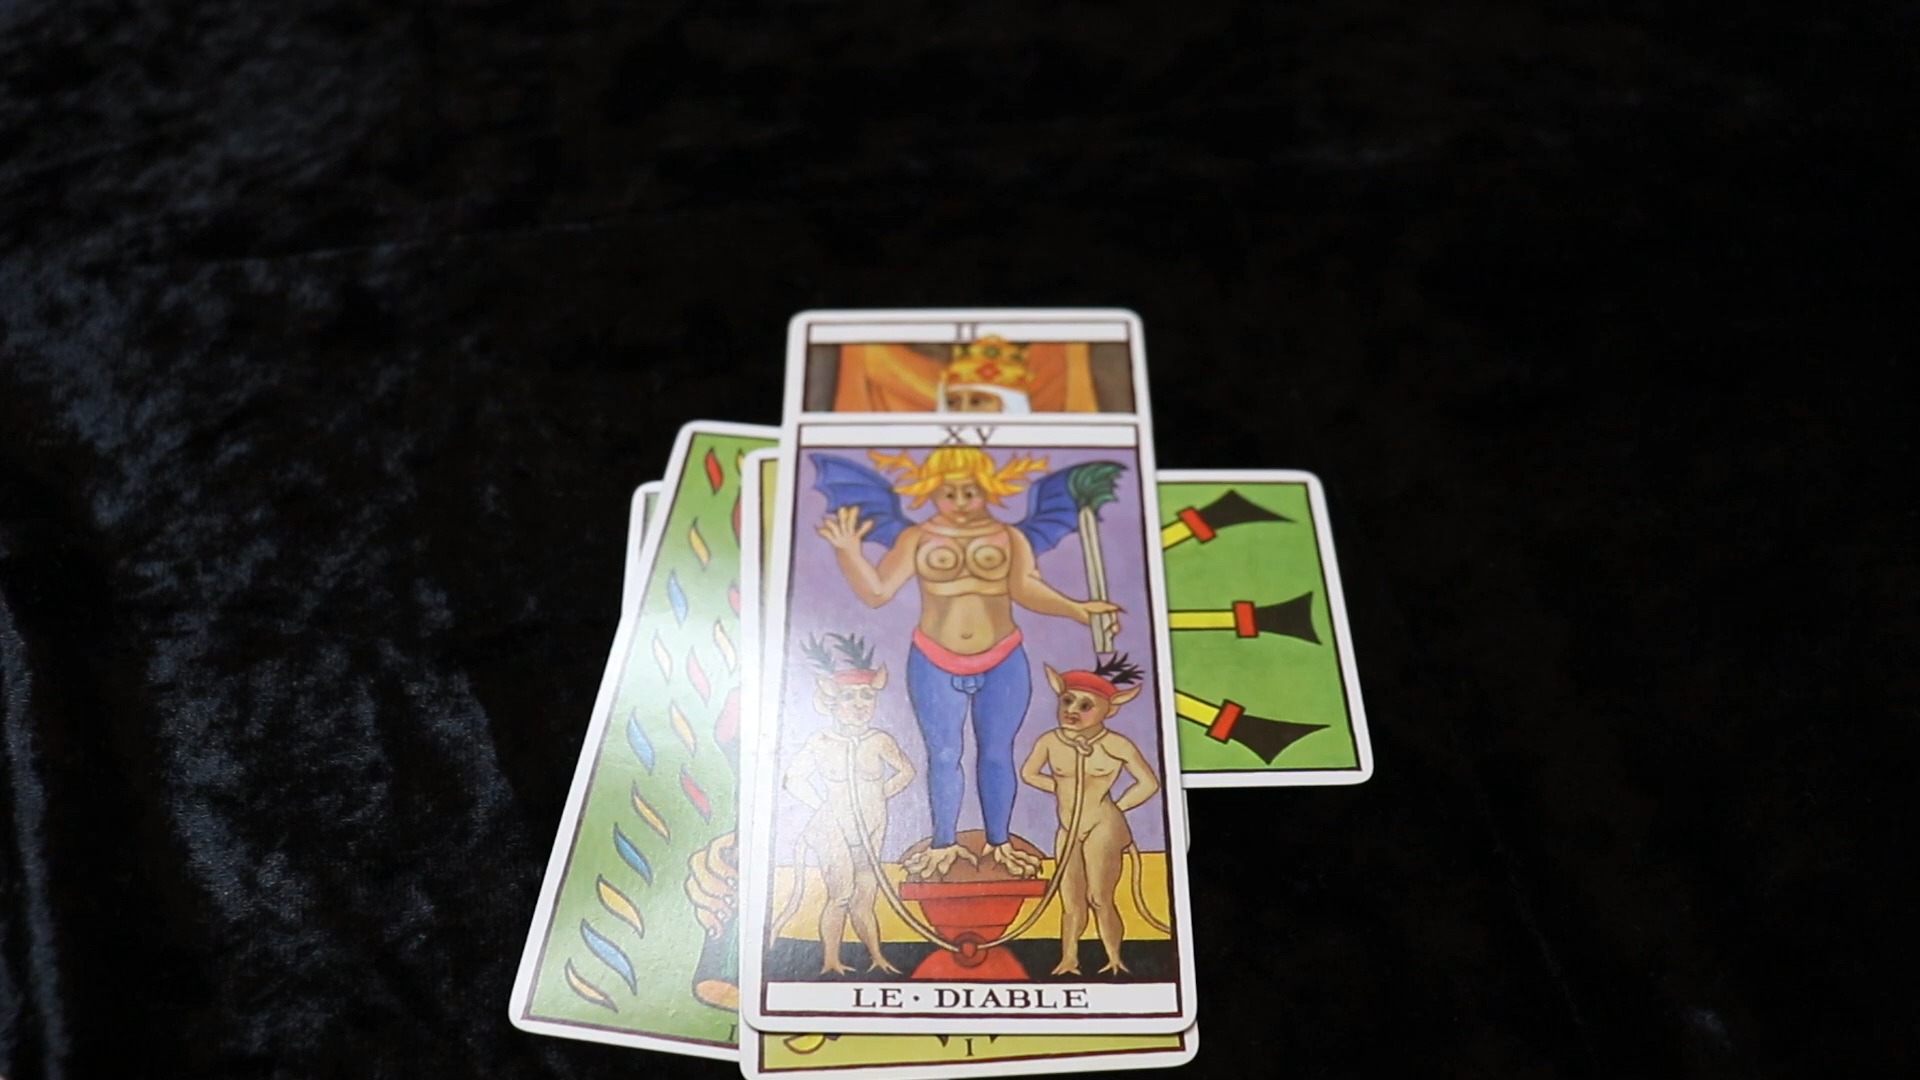 II
XV
LE · DIABLE
I
I